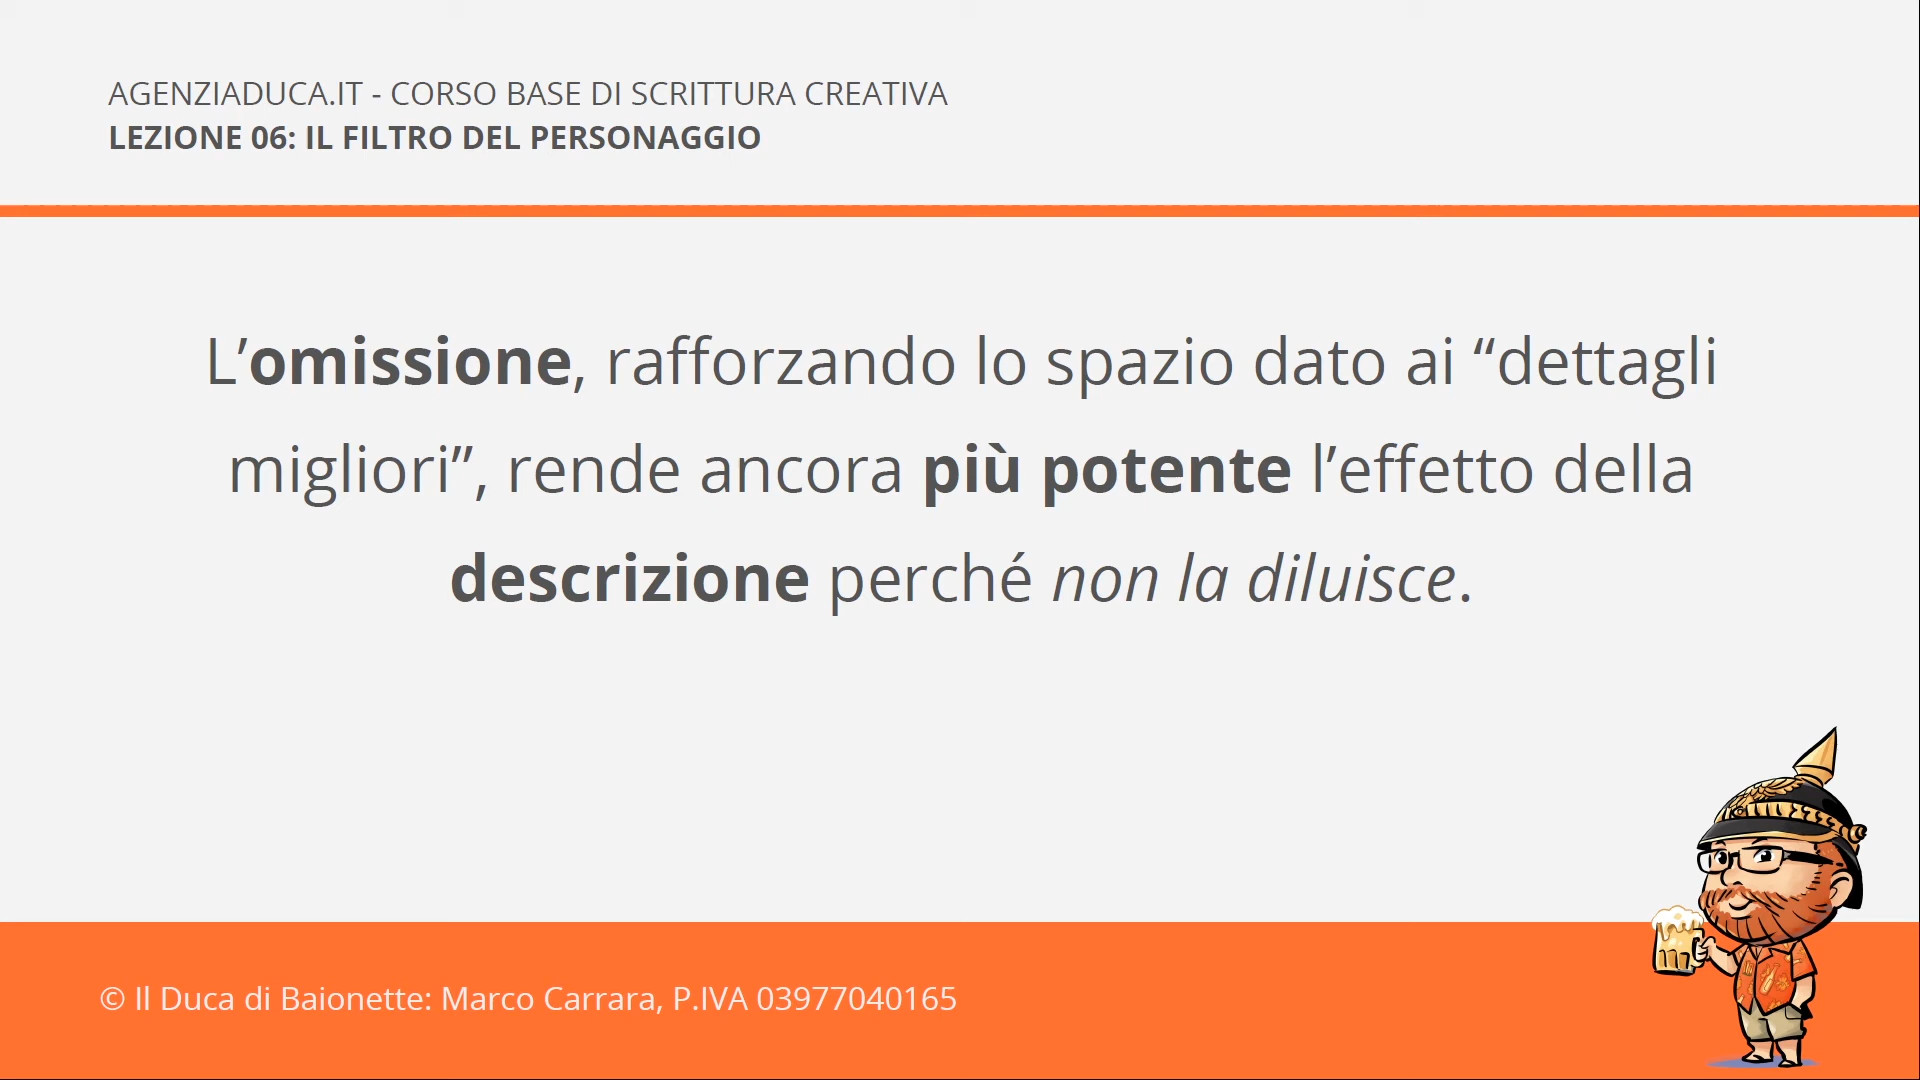 AGENZIADUCA.IT - CORSO BASE DI SCRITTURA CREATIVA
LEZIONE 06: IL FILTRO DEL PERSONAGGIO
L’omissione, rafforzando lo spazio dato ai “dettagli
migliori”, rende ancora più potente l’effetto della
descrizione perché non la diluisce.
© Il Duca di Baionette: Marco Carrara, P.IVA 03977040165